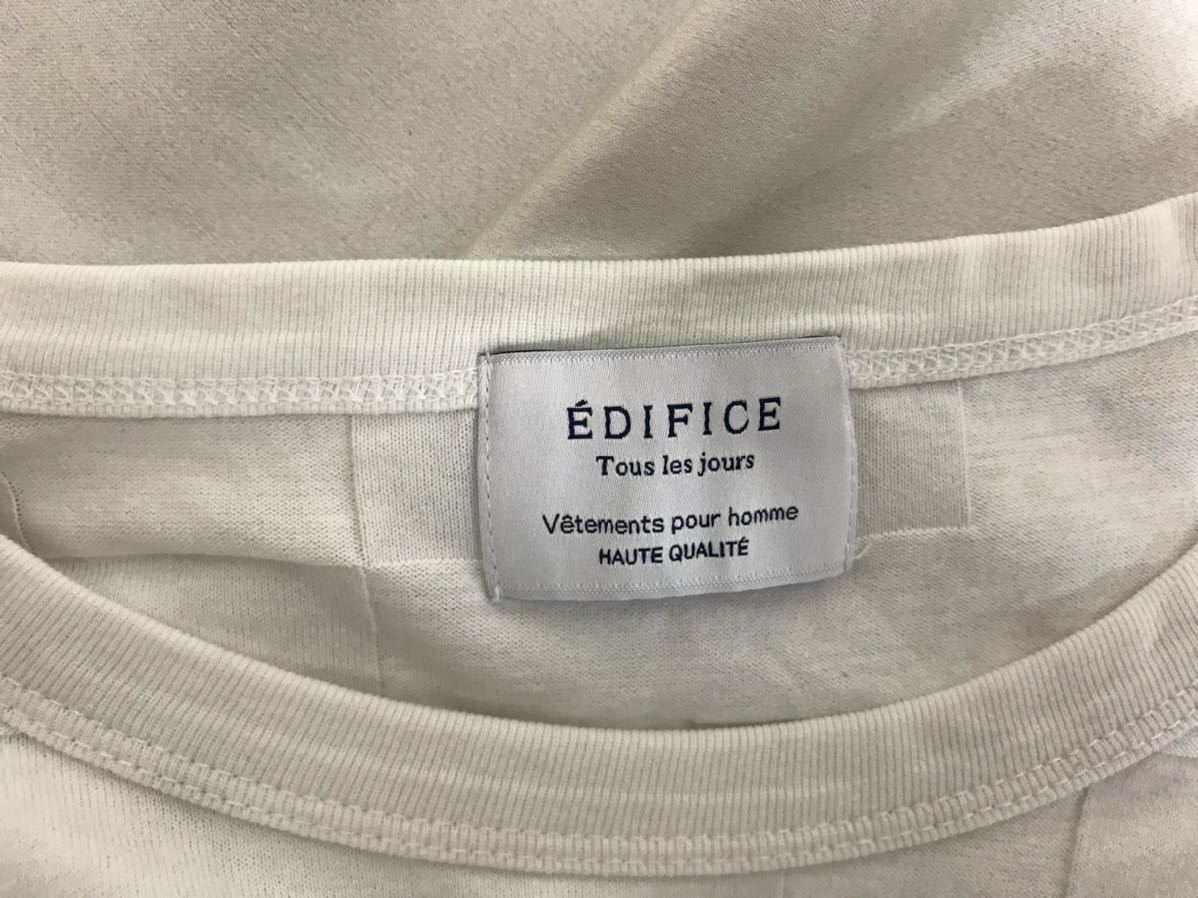 ÉDIFICE
Tous les jours
Vêtements pour homme
HAUTE QUALITÉ